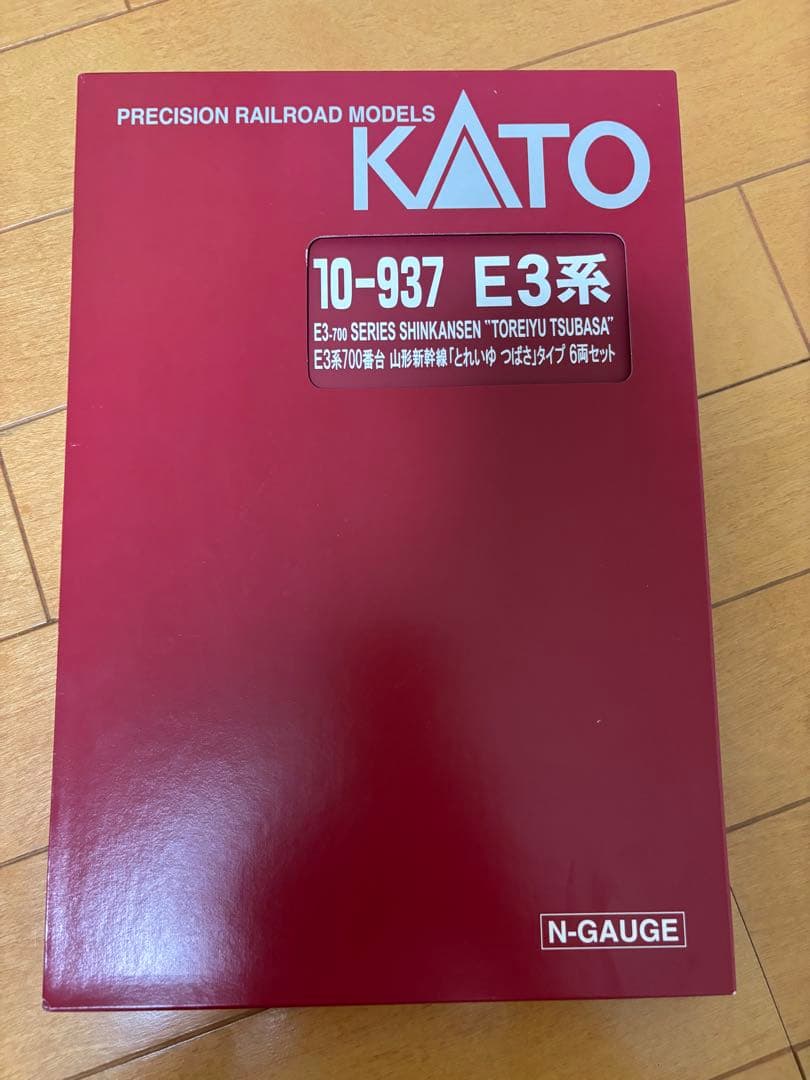 PRECISION RAILROAD MODELS
KATO
10-937 E3系
E3-700 SERIES SHINKANSEN "TOREIYU TSUBASA"
E3系700番台 山形新幹線「とれいゆ つばさ」タイプ 6両セット
N-GAUGE